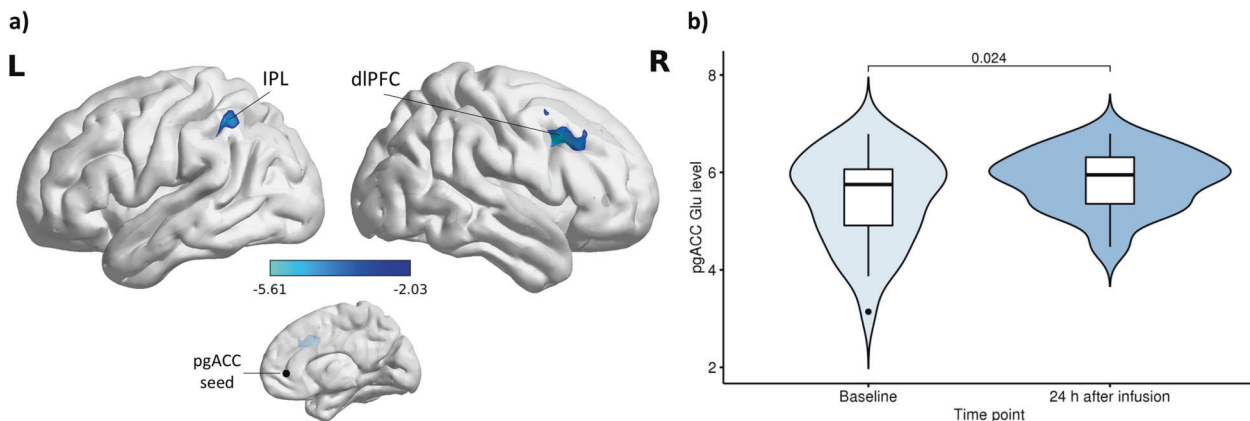 a)
L
IPL
dlPFC
-5.61
-2.03
pgACC
seed
b)
R
0.024
8
6
4
2
pgACC Glu level
Baseline
24 h after infusion
Time point